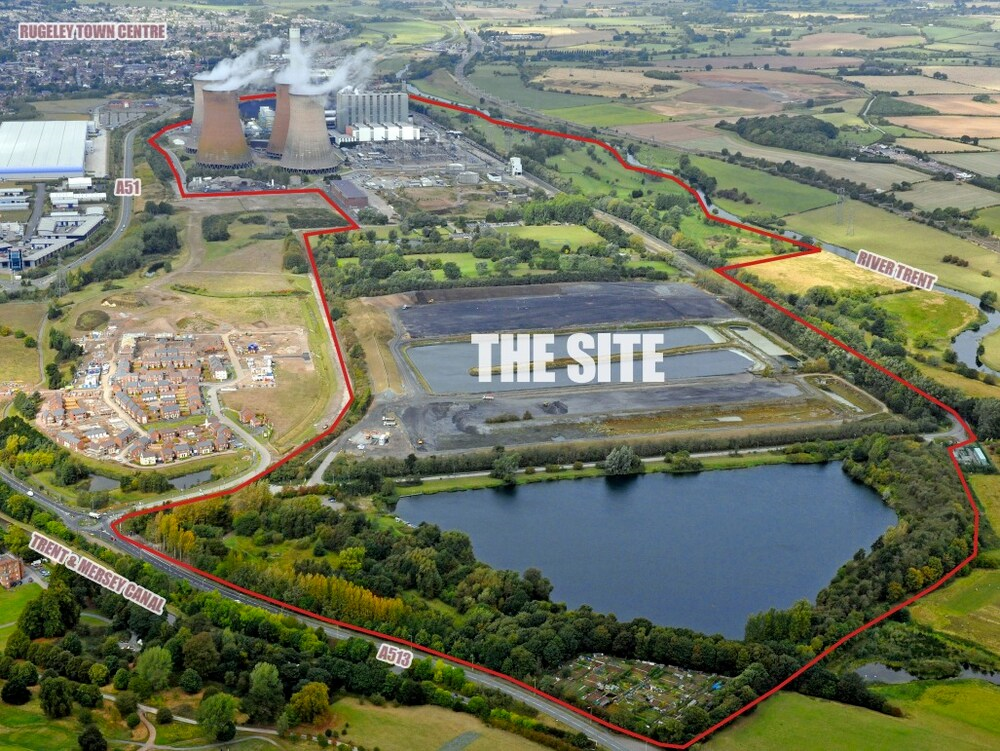 RUGELEY TOWN CENTRE
A51
RIVER TRENT
THE SITE
TRENT & MERSEY CANAL
A513